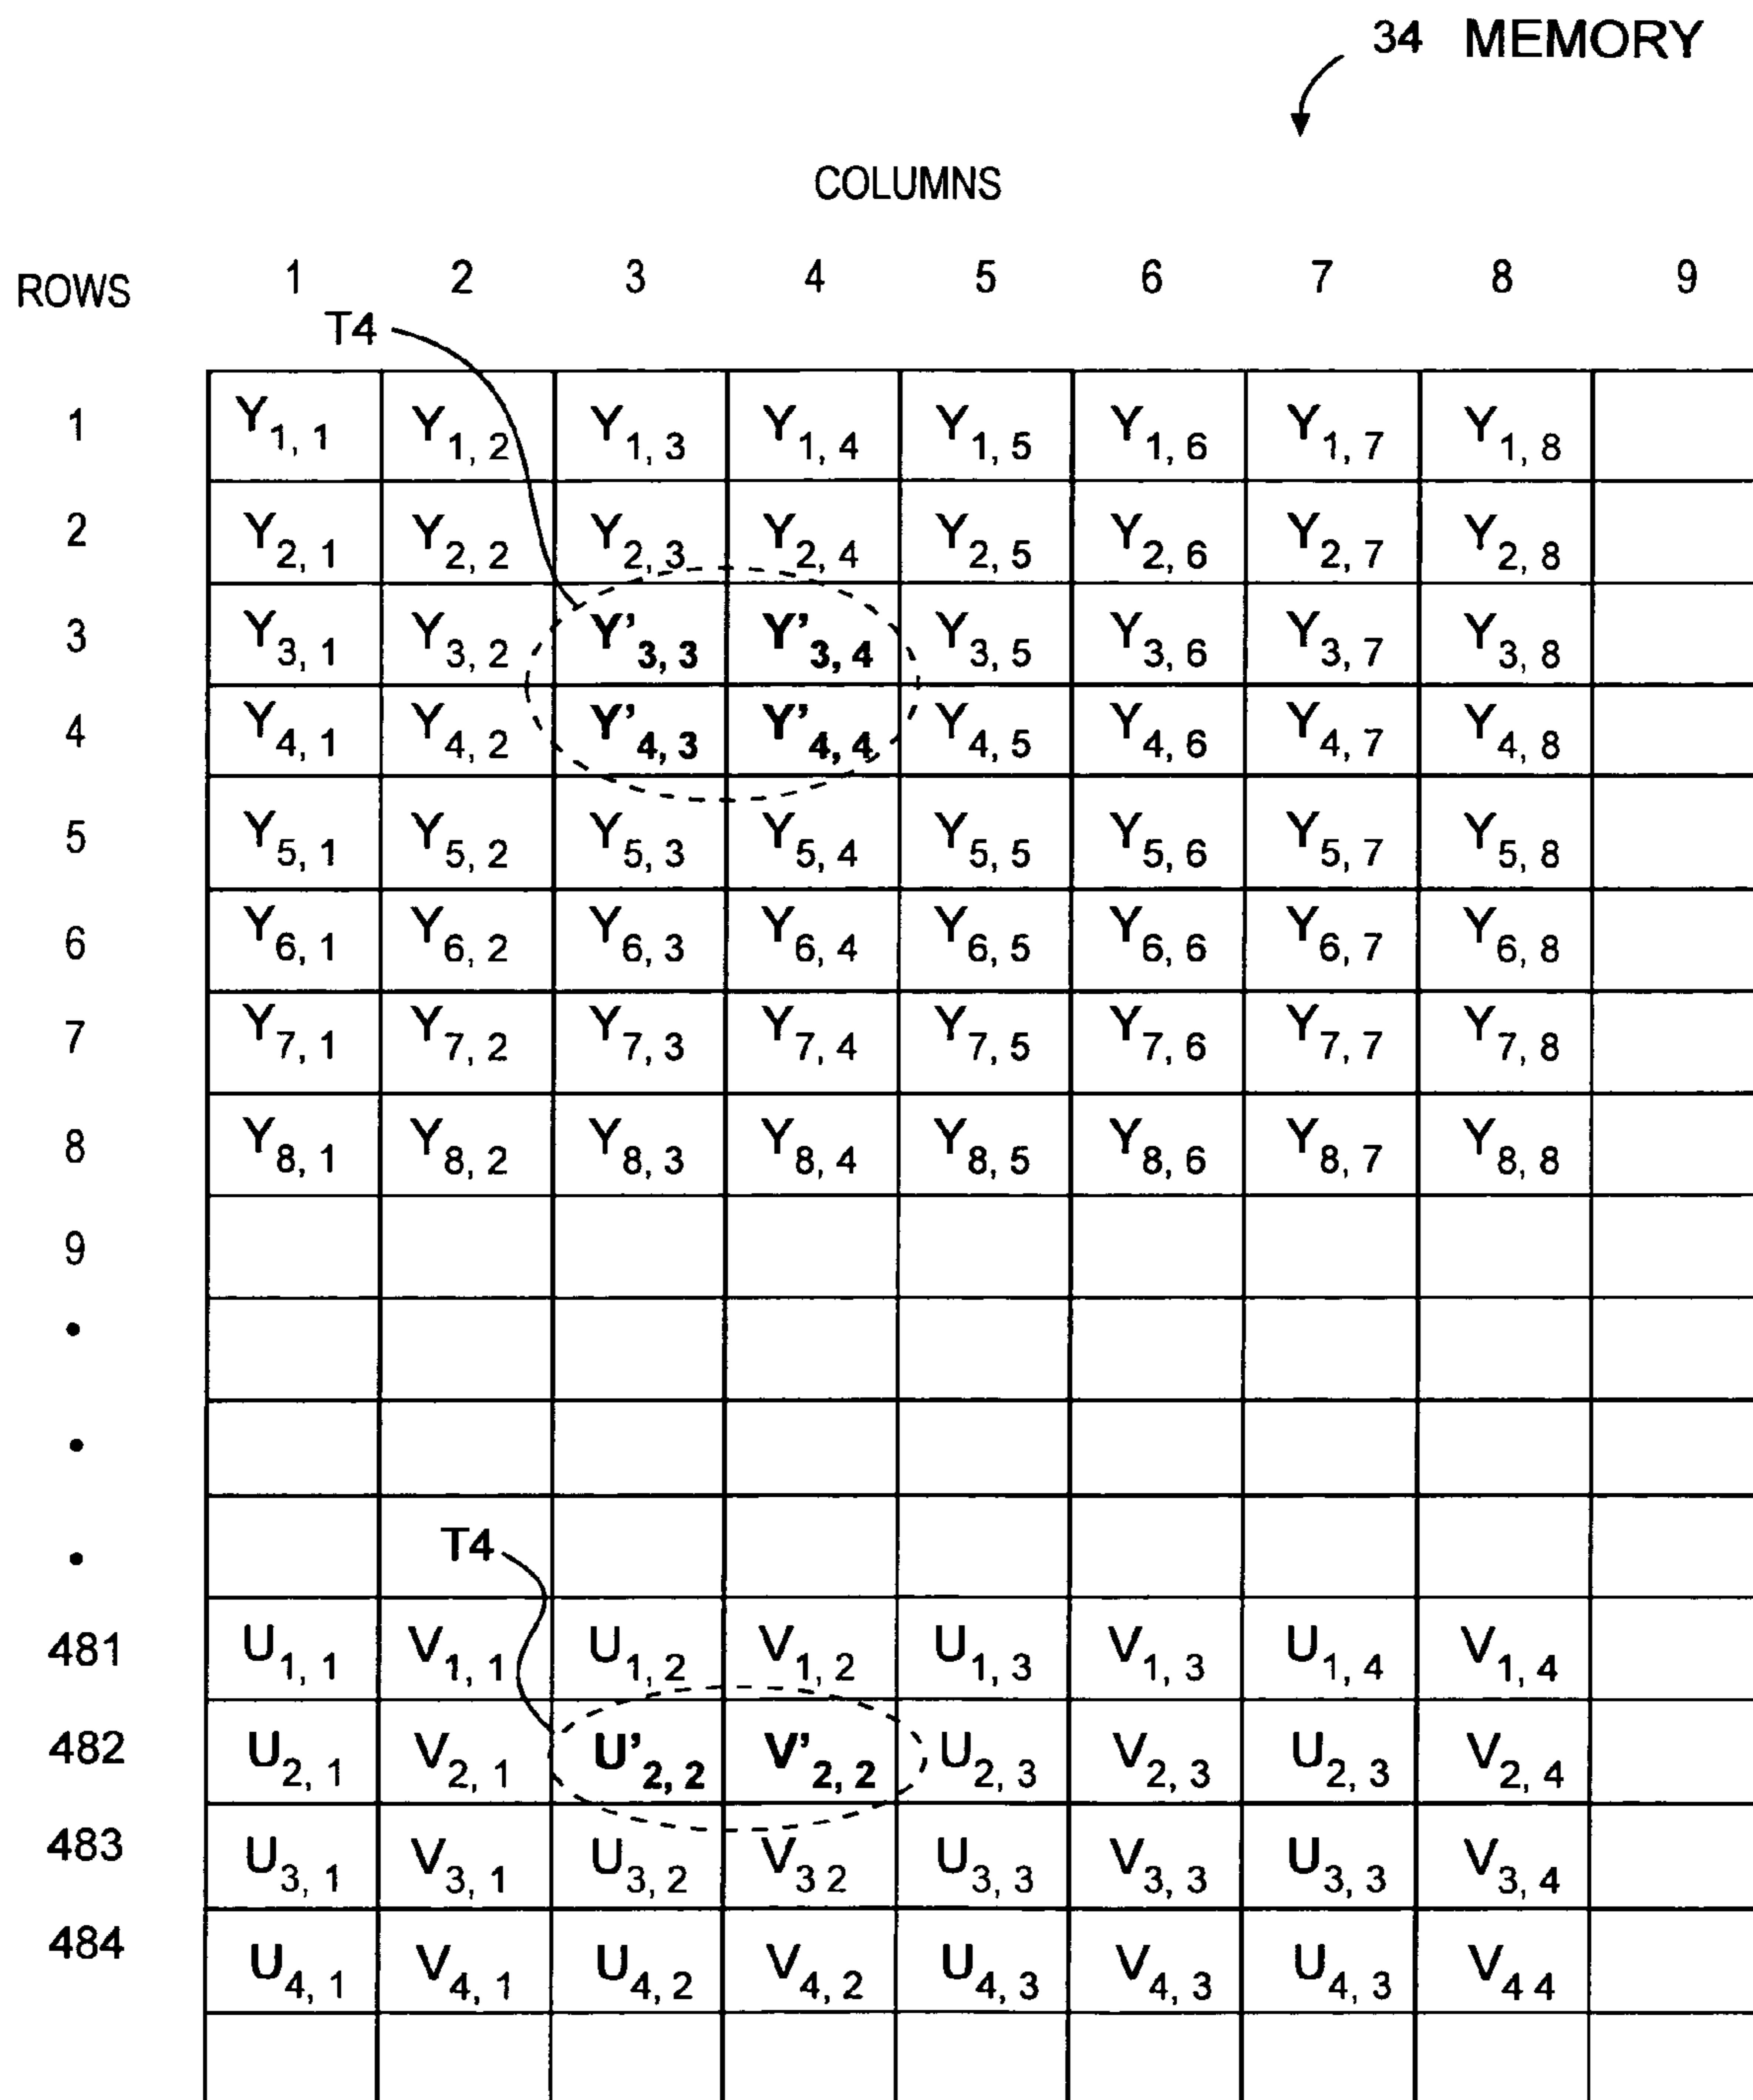 34 MEMORY
COLUMNS
ROWS 1 2 3 4 5 6 7 8 9
T4
1 Y1, 1 Y1, 2 Y1, 3 Y1, 4 Y1, 5 Y1, 6 Y1, 7 Y1, 8
2 Y2, 1 Y2, 2 Y2, 3 Y2, 4 Y2, 5 Y2, 6 Y2, 7 Y2, 8
3 Y3, 1 Y3, 2 Y'3, 3 Y'3, 4 Y3, 5 Y3, 6 Y3, 7 Y3, 8
4 Y4, 1 Y4, 2 Y'4, 3 Y'4, 4 Y4, 5 Y4, 6 Y4, 7 Y4, 8
5 Y5, 1 Y5, 2 Y5, 3 Y5, 4 Y5, 5 Y5, 6 Y5, 7 Y5, 8
6 Y6, 1 Y6, 2 Y6, 3 Y6, 4 Y6, 5 Y6, 6 Y6, 7 Y6, 8
7 Y7, 1 Y7, 2 Y7, 3 Y7, 4 Y7, 5 Y7, 6 Y7, 7 Y7, 8
8 Y8, 1 Y8, 2 Y8, 3 Y8, 4 Y8, 5 Y8, 6 Y8, 7 Y8, 8
9
•
•
• T4
481 U1, 1 V1, 1 U1, 2 V1, 2 U1, 3 V1, 3 U1, 4 V1, 4
482 U2, 1 V2, 1 U'2, 2 V'2, 2 U2, 3 V2, 3 U2, 3 V2, 4
483 U3, 1 V3, 1 U3, 2 V3 2 U3, 3 V3, 3 U3, 3 V3, 4
484 U4, 1 V4, 1 U4, 2 V4, 2 U4, 3 V4, 3 U4, 3 V4 4